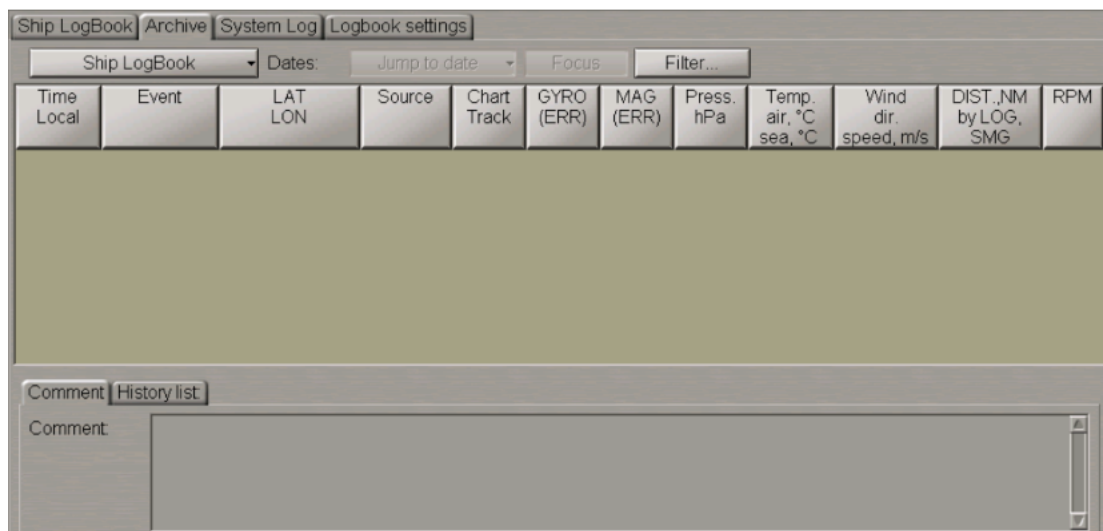 Ship LogBook Archive System Log Logbook settings
Ship LogBook Dates: Jump to date Focus Filter...
Time Local Event LAT LON Source Chart Track GYRO (ERR) MAG (ERR) Press. hPa Temp. air, °C sea, °C Wind dir. speed, m/s DIST.,NM by LOG, SMG RPM
Comment History list:
Comment: